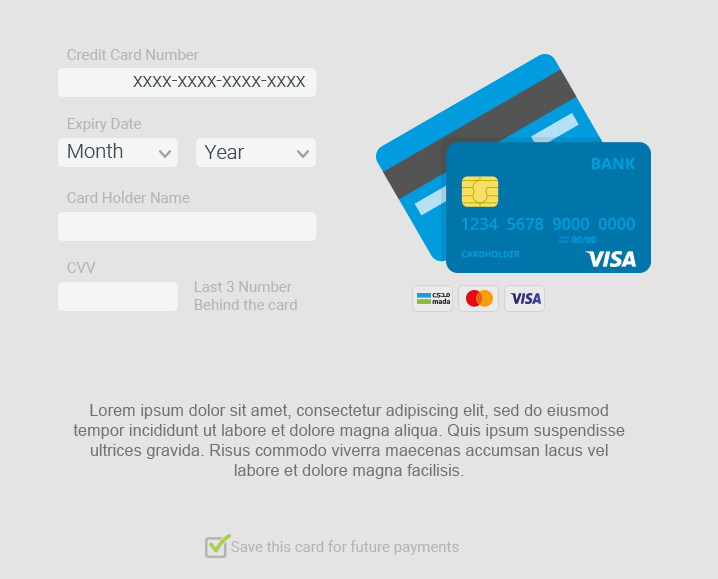 Credit Card Number
XXXX-XXXX-XXXX-XXXX
Expiry Date
Month
Year
Card Holder Name
CVV
Last 3 Number
Behind the card
BANK
1234 5678 9000 0000
00/00
CARDHOLDER
VISA
مدى
mada
VISA
Lorem ipsum dolor sit amet, consectetur adipiscing elit, sed do eiusmod
tempor incididunt ut labore et dolore magna aliqua. Quis ipsum suspendisse
ultrices gravida. Risus commodo viverra maecenas accumsan lacus vel
labore et dolore magna facilisis.
Save this card for future payments